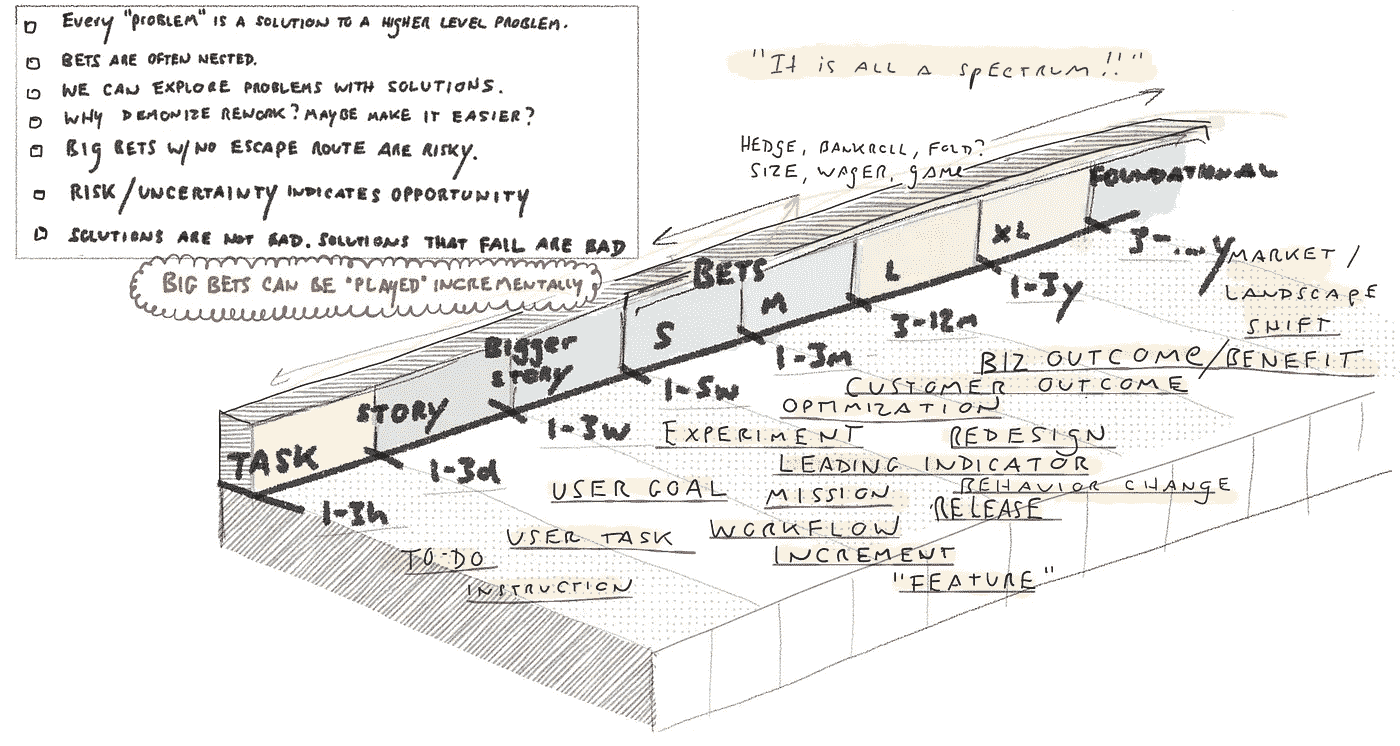 Every "problem" is a solution to a higher level problem.
Bets are often nested.
We can explore problems with solutions.
Why demonize rework? Maybe make it easier?
Big bets w/no escape route are risky.
Risk/uncertainty indicates opportunity
Solutions are not bad. Solutions that fail are bad
Big bets can be "played" incrementally
"It is all a spectrum!!"
Hedge, bankroll, fold?
Size, wager, game
Foundational
XL
L
Bets
M
S
Bigger
story
Story
Task
3-...y
1-3y
3-12m
1-3m
1-5w
1-3w
1-3d
1-3h
Market /
landscape
shift
Biz outcome/benefit
Customer outcome
Optimization
Experiment
Redesign
Leading indicator
Behavior change
User goal
Mission
Release
User task
Workflow
Increment
To-do
"Feature"
Instruction